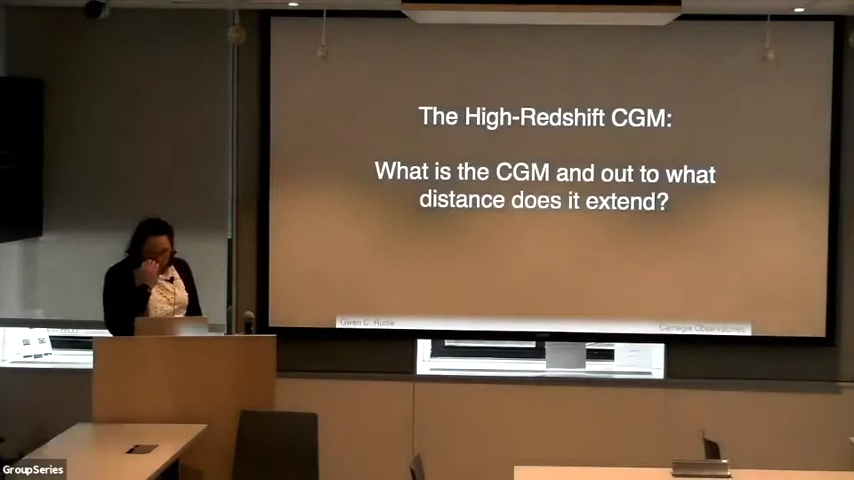 The High-Redshift CGM:
What is the CGM and out to what
distance does it extend?
Gwen C. Rudie
Carnegie Observatories
GroupSeries